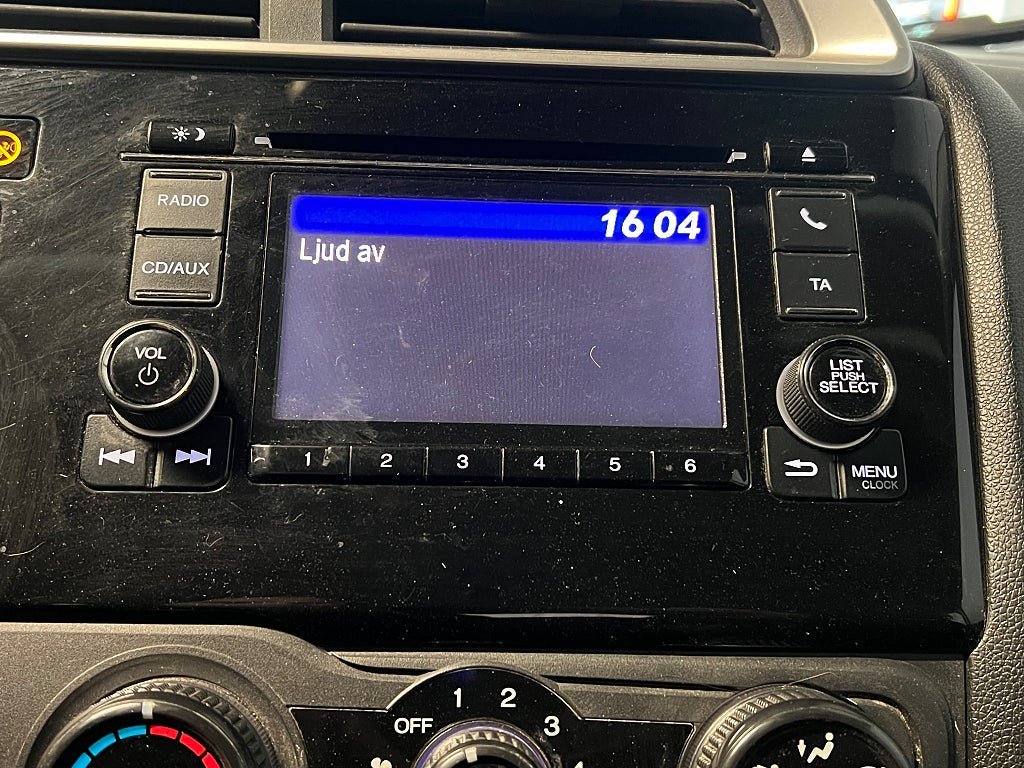 RADIO
CD/AUX
16 04
Ljud av
TA
VOL
LIST
PUSH
SELECT
1 2 3 4 5 6
MENU
CLOCK
OFF 1 2 3